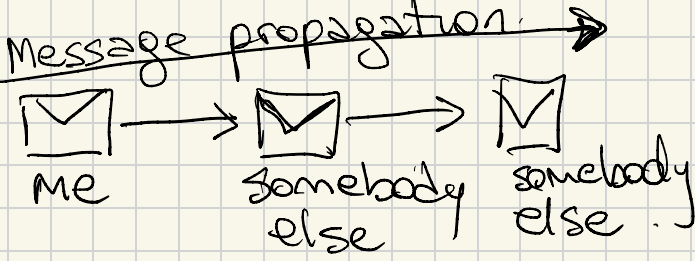 Message propagation.
me
somebody
else
somebody
else.